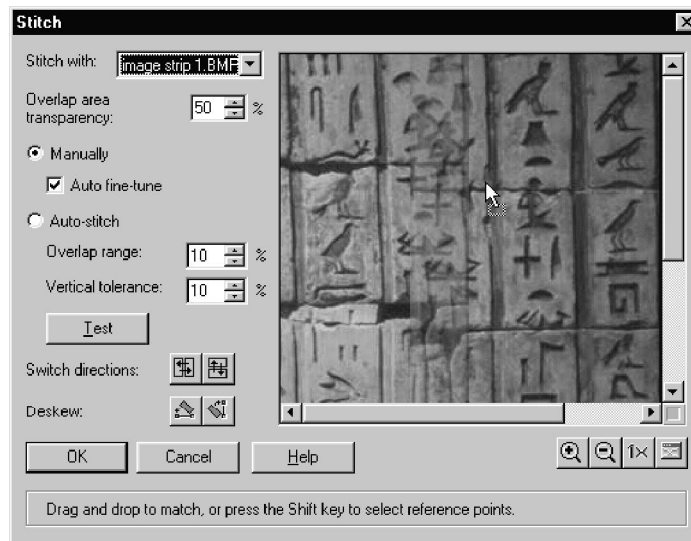 Stitch
Stitch with: image strip 1.BMP
Overlap area
transparency: 50 %
Manually
Auto fine-tune
Auto-stitch
Overlap range: 10 %
Vertical tolerance: 10 %
Test
Switch directions:
Deskew:
OK Cancel Help
1×
Drag and drop to match, or press the Shift key to select reference points.